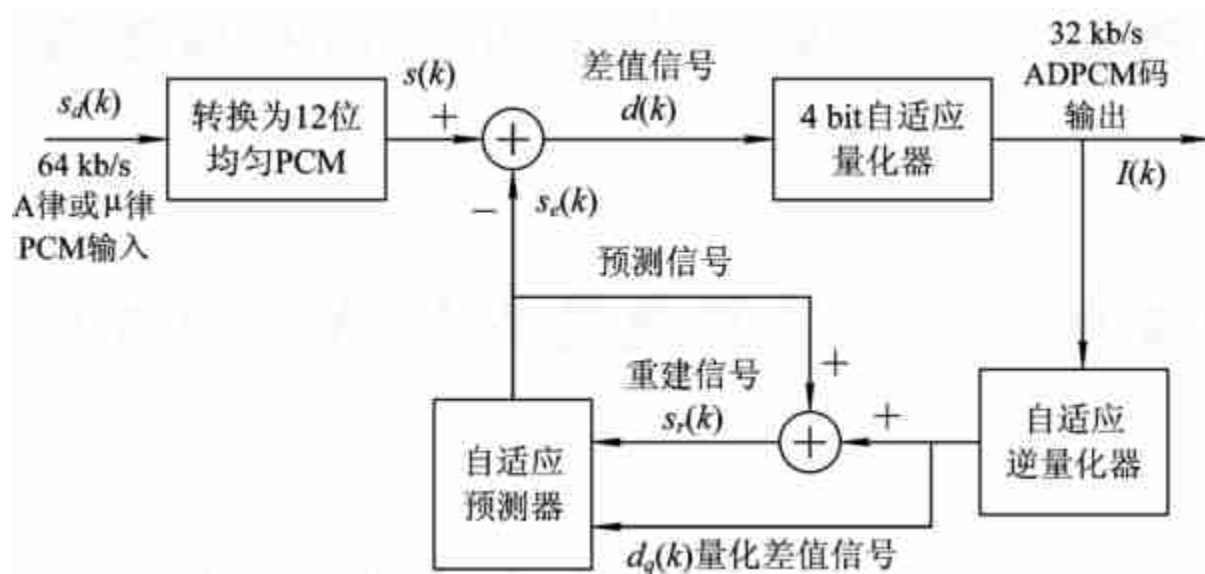 s_d(k)
64 kb/s
A律或μ律
PCM输入
转换为12位
均匀PCM
s(k)
+
+
−
s_e(k)
差值信号
d(k)
4 bit自适应
量化器
32 kb/s
ADPCM码
输出
I(k)
预测信号
+
重建信号
s_r(k)
+
+
自适应
预测器
自适应
逆量化器
d_q(k)量化差值信号